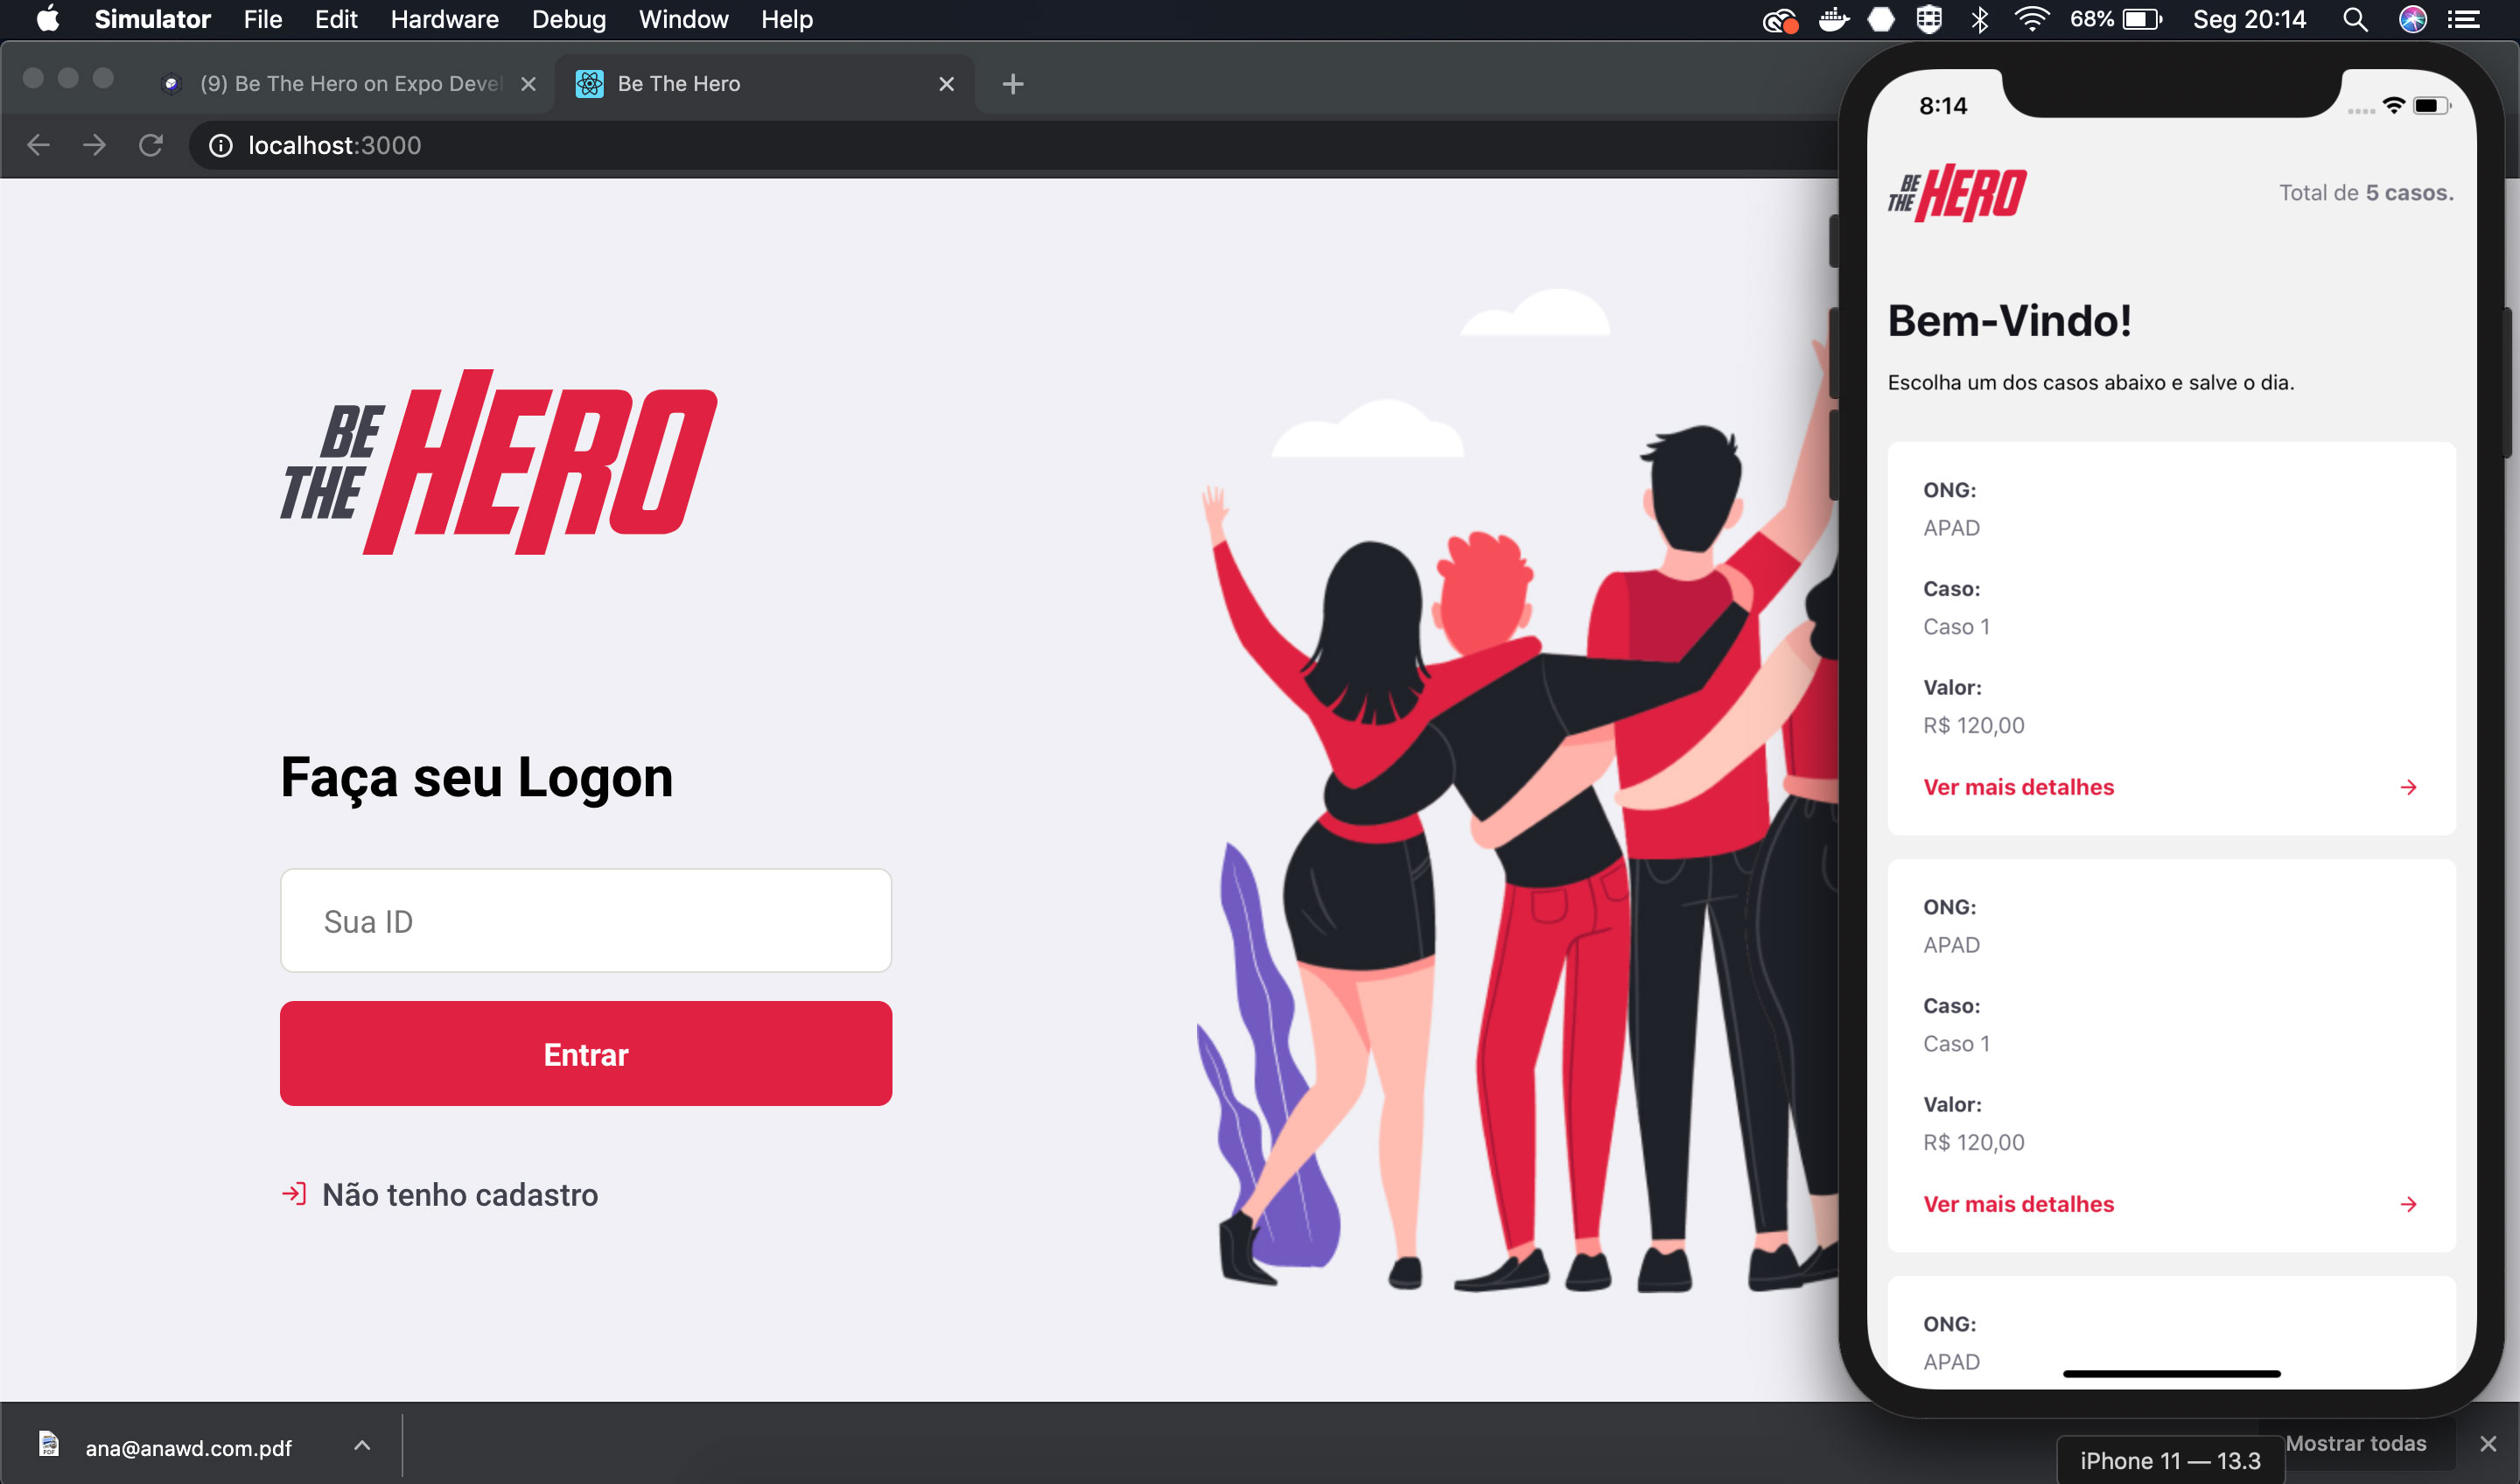 Simulator File Edit Hardware Debug Window Help 68% Seg 20:14
(9) Be The Hero on Expo Devel
Be The Hero
localhost:3000
BE THE HERO
Faça seu Logon
Sua ID
Entrar
Não tenho cadastro
8:14
BE THE HERO
Total de 5 casos.
Bem-Vindo!
Escolha um dos casos abaixo e salve o dia.
ONG:
APAD
Caso:
Caso 1
Valor:
R$ 120,00
Ver mais detalhes
ONG:
APAD
Caso:
Caso 1
Valor:
R$ 120,00
Ver mais detalhes
ONG:
APAD
ana@anawd.com.pdf
Mostrar todas
iPhone 11 — 13.3